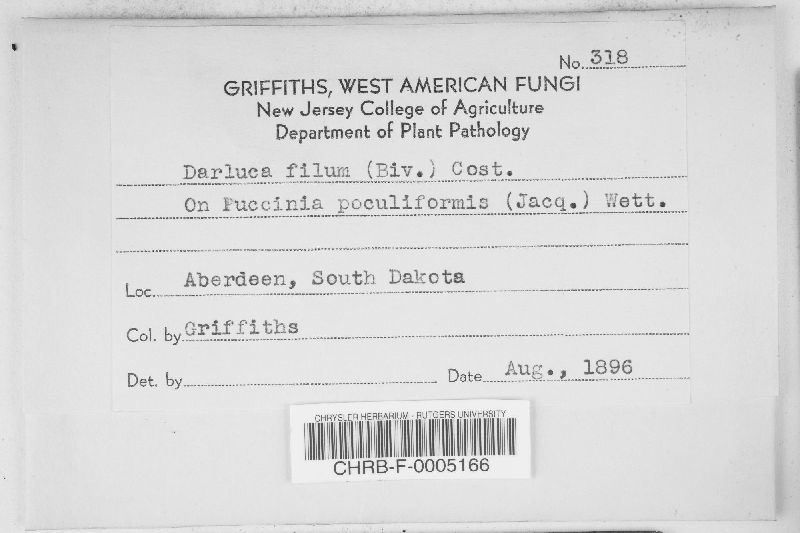 No. 318
GRIFFITHS, WEST AMERICAN FUNGI
New Jersey College of Agriculture
Department of Plant Pathology
Darluca filum (Biv.) Cost.
On Puccinia poculiformis (Jacq.) Wett.
Loc. Aberdeen, South Dakota
Col. by Griffiths
Det. by Date Aug., 1896
CHRYSLER HERBARIUM - RUTGERS UNIVERSITY
CHRB-F-0005166